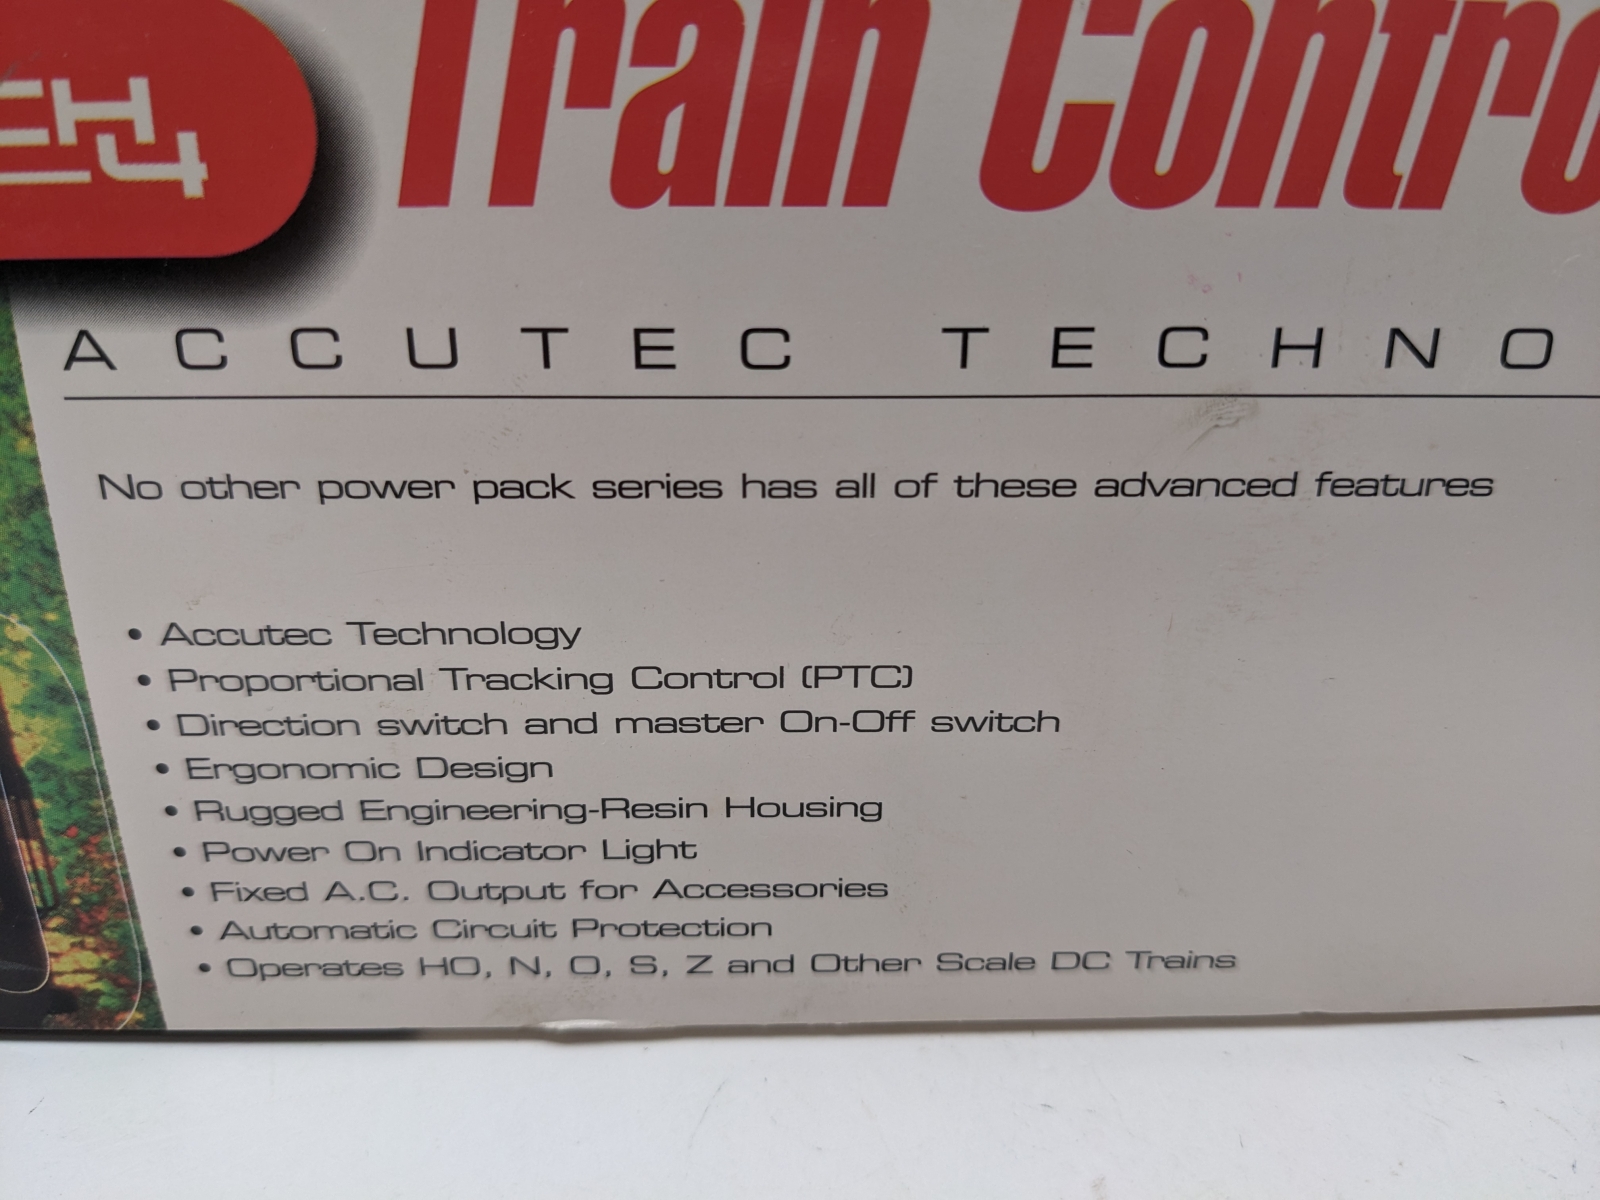 Train Contro
ECH
4
ACCUTEC TECHNO
No other power pack series has all of these advanced features
• Accutec Technology
• Proportional Tracking Control (PTC)
• Direction switch and master On-Off switch
• Ergonomic Design
• Rugged Engineering-Resin Housing
• Power On Indicator Light
• Fixed A.C. Output for Accessories
• Automatic Circuit Protection
• Operates HO, N, O, S, Z and Other Scale DC Trains